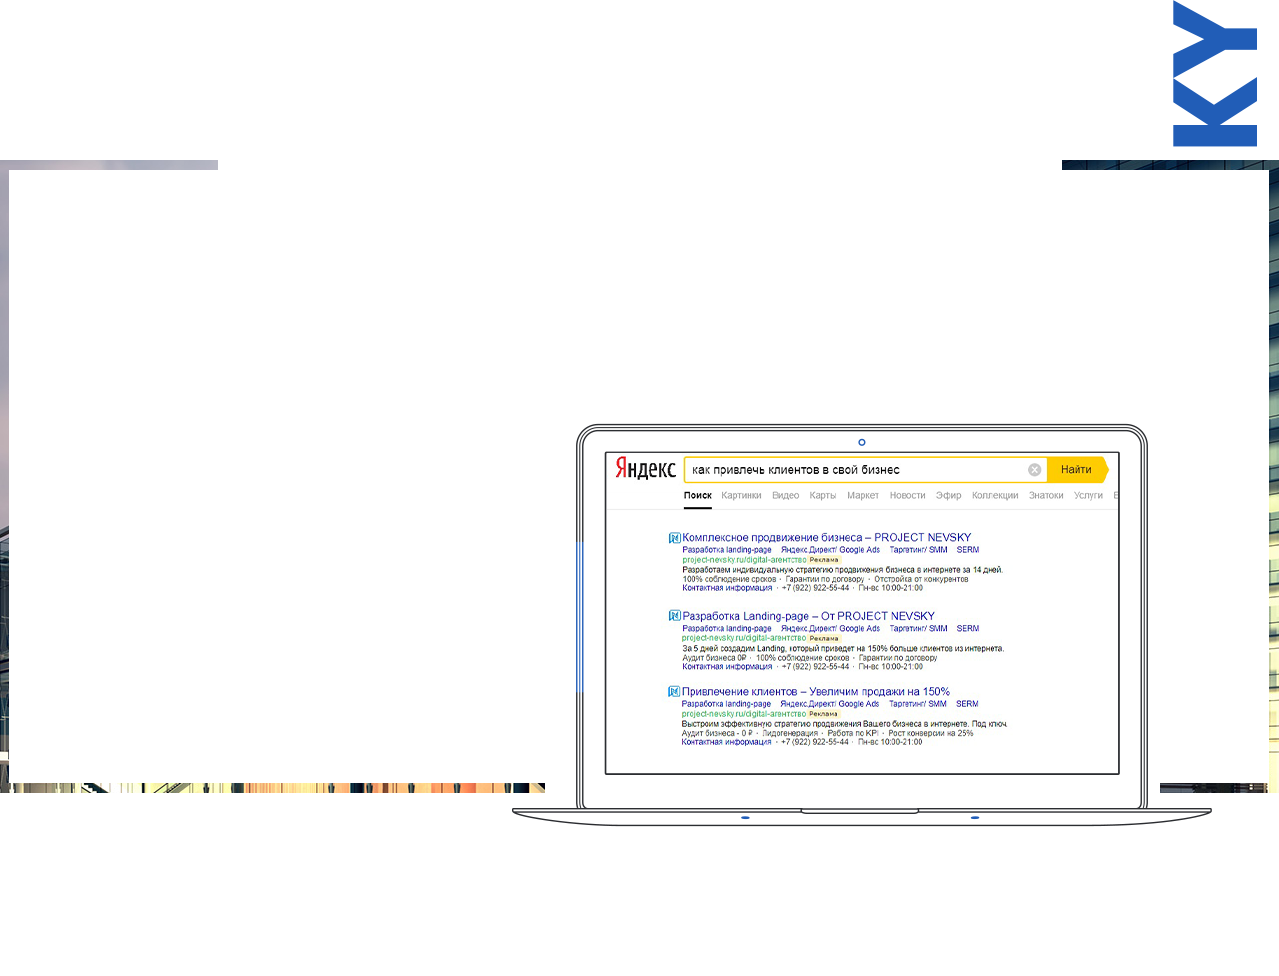 KY
Яндекс
как привлечь клиентов в свой бизнес
Найти
Поиск Картинки Видео Карты Маркет Новости Эфир Коллекции Знатоки Услуги
Комплексное продвижение бизнеса – PROJECT NEVSKY
Разработка landing-page Яндекс.Директ/ Google Ads Таргетинг/ SMM SERM
project-nevsky.ru/digital-агентство Реклама
Разработаем индивидуальную стратегию продвижения бизнеса в интернете за 14 дней.
100% соблюдение сроков · Гарантии по договору · Отстройка от конкурентов
Контактная информация · +7 (922) 922-55-44 · Пн-вс 10:00-21:00
Разработка Landing-page – От PROJECT NEVSKY
Разработка landing-page Яндекс.Директ/ Google Ads Таргетинг/ SMM SERM
project-nevsky.ru/digital-агентство Реклама
За 5 дней создадим Landing, который приведет на 150% больше клиентов из интернета.
Аудит бизнеса 0₽ · 100% соблюдение сроков · Гарантии по договору
Контактная информация · +7 (922) 922-55-44 · Пн-вс 10:00-21:00
Привлечение клиентов – Увеличим продажи на 150%
Разработка landing-page Яндекс.Директ/ Google Ads Таргетинг/ SMM SERM
project-nevsky.ru/digital-агентство Реклама
Выстроим эффективную стратегию продвижения Вашего бизнеса в интернете. Под ключ.
Аудит бизнеса - 0 ₽ · Лидогенерация · Работа по KPI · Рост конверсии на 25%
Контактная информация · +7 (922) 922-55-44 · Пн-вс 10:00-21:00